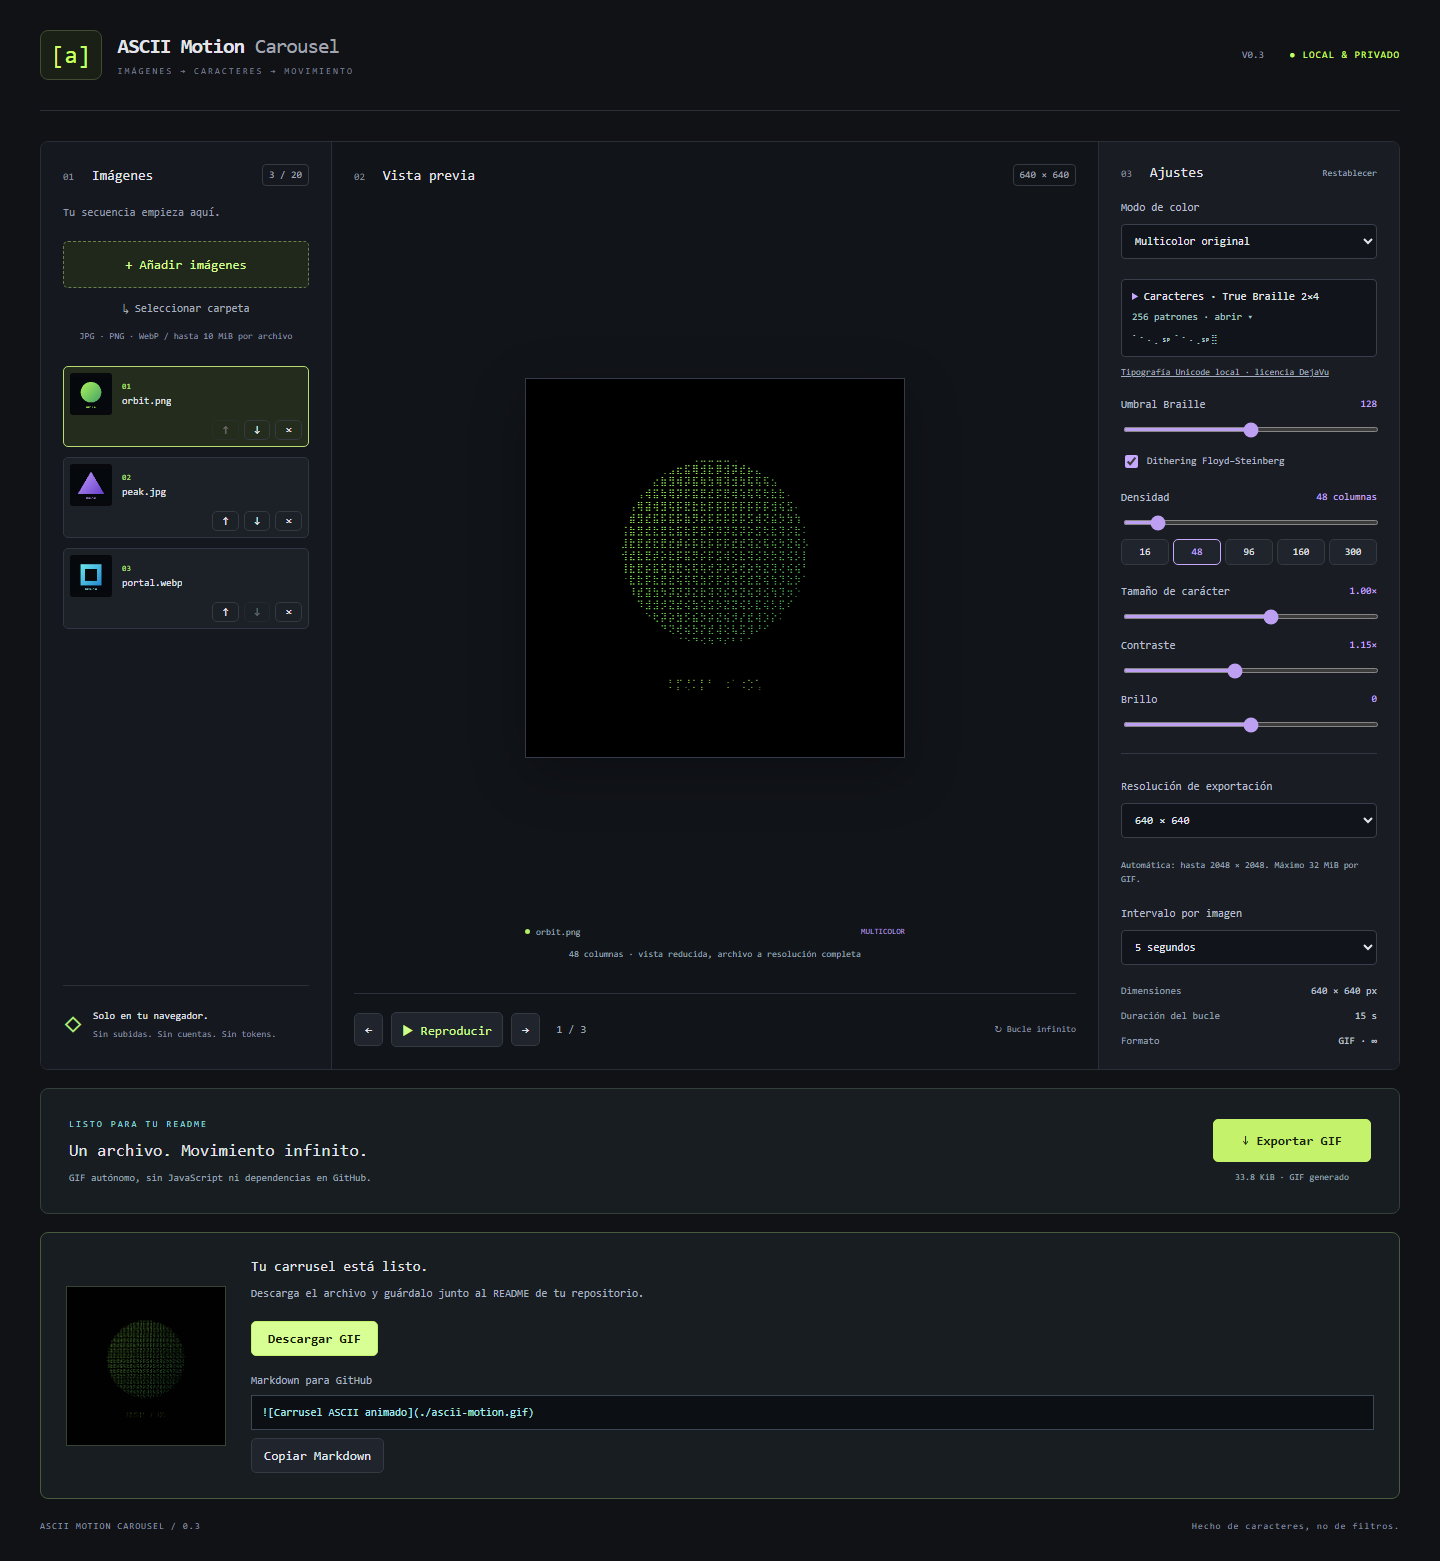 [a]
ASCII Motion Carousel
IMÁGENES → CARACTERES → MOVIMIENTO
V0.3
● LOCAL & PRIVADO
01 Imágenes
3 / 20
Tu secuencia empieza aquí.
+ Añadir imágenes
↳ Seleccionar carpeta
JPG · PNG · WebP / hasta 10 MiB por archivo
01
orbit.png
↑ ↓ ×
02
peak.jpg
↑ ↓ ×
03
portal.webp
↑ ↓ ×
◇ Solo en tu navegador.
Sin subidas. Sin cuentas. Sin tokens.
02 Vista previa
640 × 640
● orbit.png
MULTICOLOR
48 columnas · vista reducida, archivo a resolución completa
←
▶ Reproducir
→
1 / 3
↻ Bucle infinito
03 Ajustes
Restablecer
Modo de color
Multicolor original
▶ Caracteres · True Braille 2×4
256 patrones · abrir ▾
Tipografía Unicode local · licencia DejaVu
Umbral Braille 128
Dithering Floyd–Steinberg
Densidad 48 columnas
16 48 96 160 300
Tamaño de carácter 1.00×
Contraste 1.15×
Brillo 0
Resolución de exportación
640 × 640
Automática: hasta 2048 × 2048. Máximo 32 MiB por
GIF.
Intervalo por imagen
5 segundos
Dimensiones 640 × 640 px
Duración del bucle 15 s
Formato GIF · ∞
LISTO PARA TU README
Un archivo. Movimiento infinito.
GIF autónomo, sin JavaScript ni dependencias en GitHub.
↓ Exportar GIF
33.8 KiB · GIF generado
Tu carrusel está listo.
Descarga el archivo y guárdalo junto al README de tu repositorio.
Descargar GIF
Markdown para GitHub
![Carrusel ASCII animado](./ascii-motion.gif)
Copiar Markdown
ASCII MOTION CAROUSEL / 0.3
Hecho de caracteres, no de filtros.